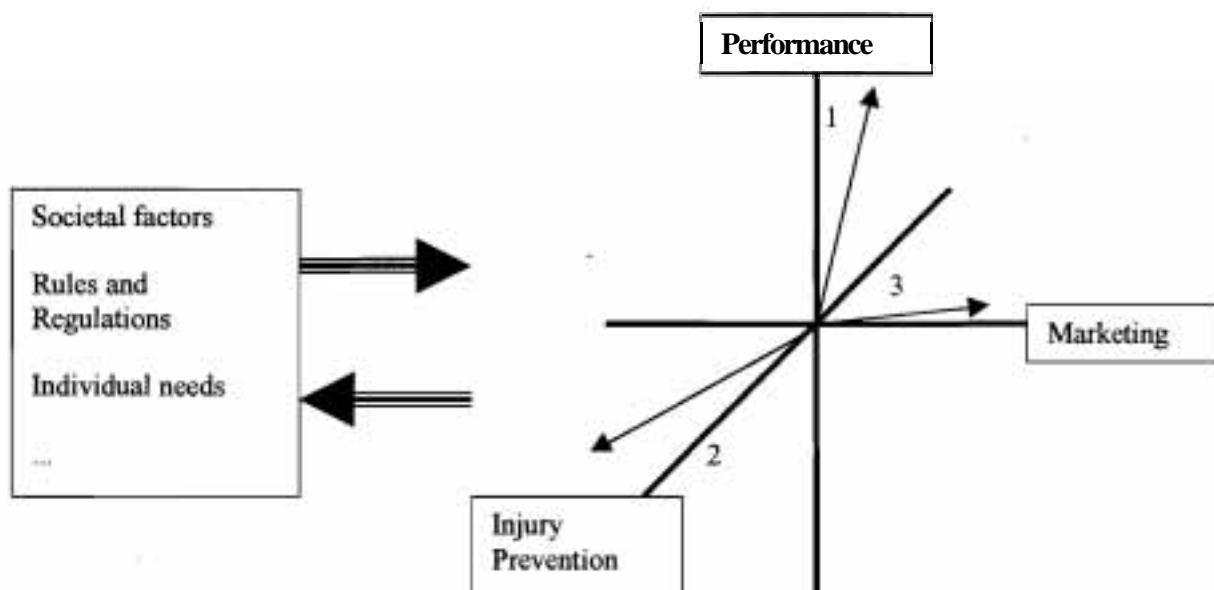 Performance
1
Societal factors
Rules and
Regulations
Individual needs
...
3
Marketing
2
Injury
Prevention